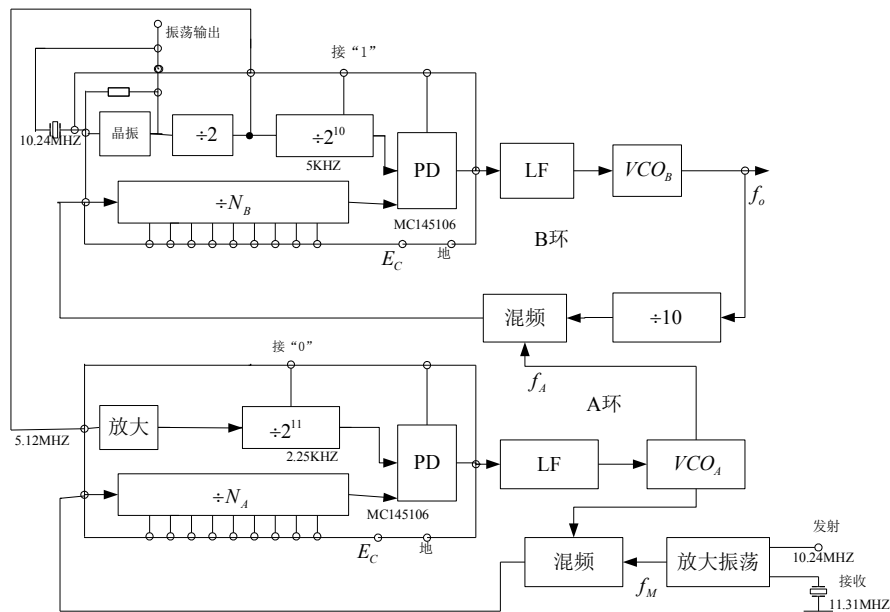 振荡输出
接“1”
10.24MHZ
晶振
÷2
÷2¹⁰
5KHZ
PD
LF
VCO_B
f_o
÷N_B
MC145106
E_C
地
B环
混频
÷10
接“0”
f_A
A环
5.12MHZ
放大
÷2¹¹
2.25KHZ
PD
LF
VCO_A
÷N_A
MC145106
E_C
地
混频
f_M
放大振荡
发射
10.24MHZ
接收
11.31MHZ